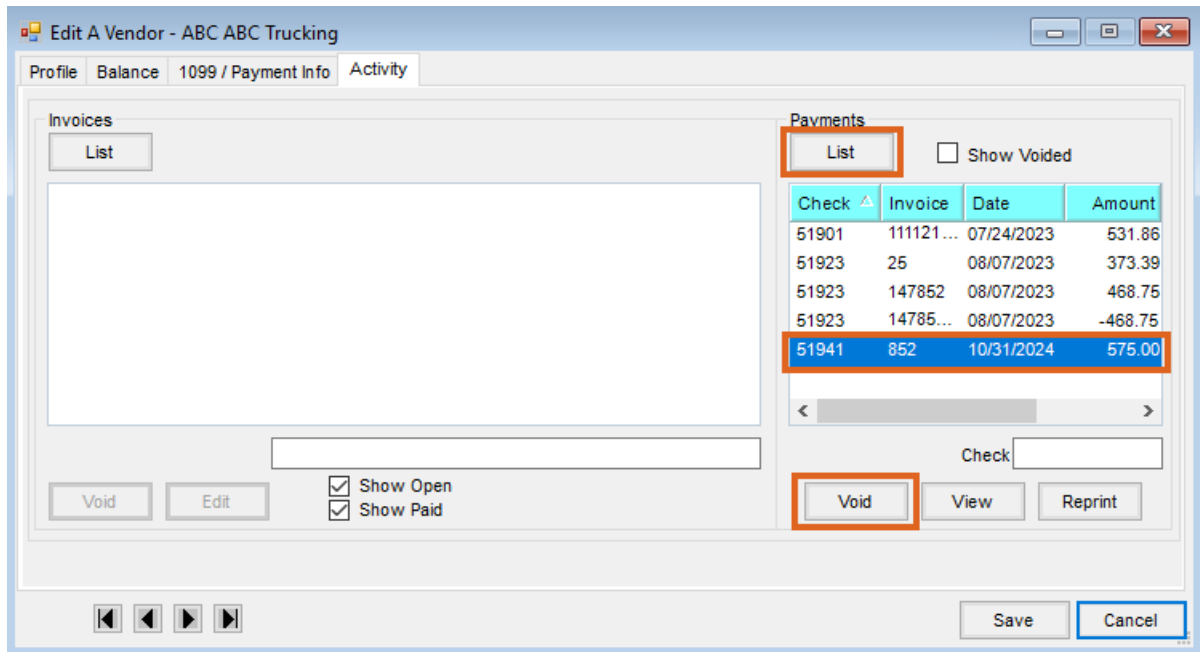 Edit A Vendor - ABC ABC Trucking
Profile Balance 1099 / Payment Info Activity
Invoices
List
Payments
List Show Voided
Check Invoice Date Amount
51901 111121... 07/24/2023 531.86
51923 25 08/07/2023 373.39
51923 147852 08/07/2023 468.75
51923 14785... 08/07/2023 -468.75
51941 852 10/31/2024 575.00
Check
Void Edit
Show Open
Show Paid
Void View Reprint
Save Cancel